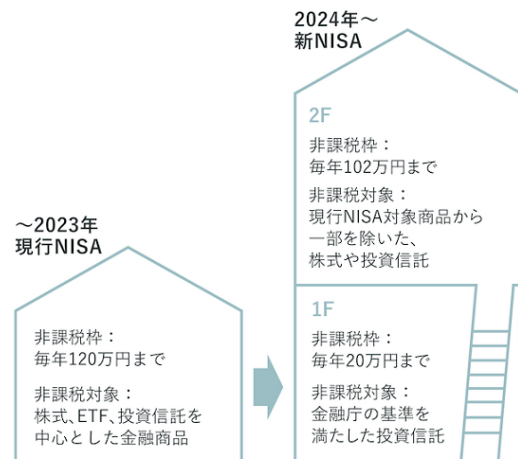 ～2023年
現行NISA
非課税枠：
毎年120万円まで
非課税対象：
株式、ETF、投資信託を
中心とした金融商品
2024年～
新NISA
2F
非課税枠：
毎年102万円まで
非課税対象：
現行NISA対象商品から
一部を除いた、
株式や投資信託
1F
非課税枠：
毎年20万円まで
非課税対象：
金融庁の基準を
満たした投資信託